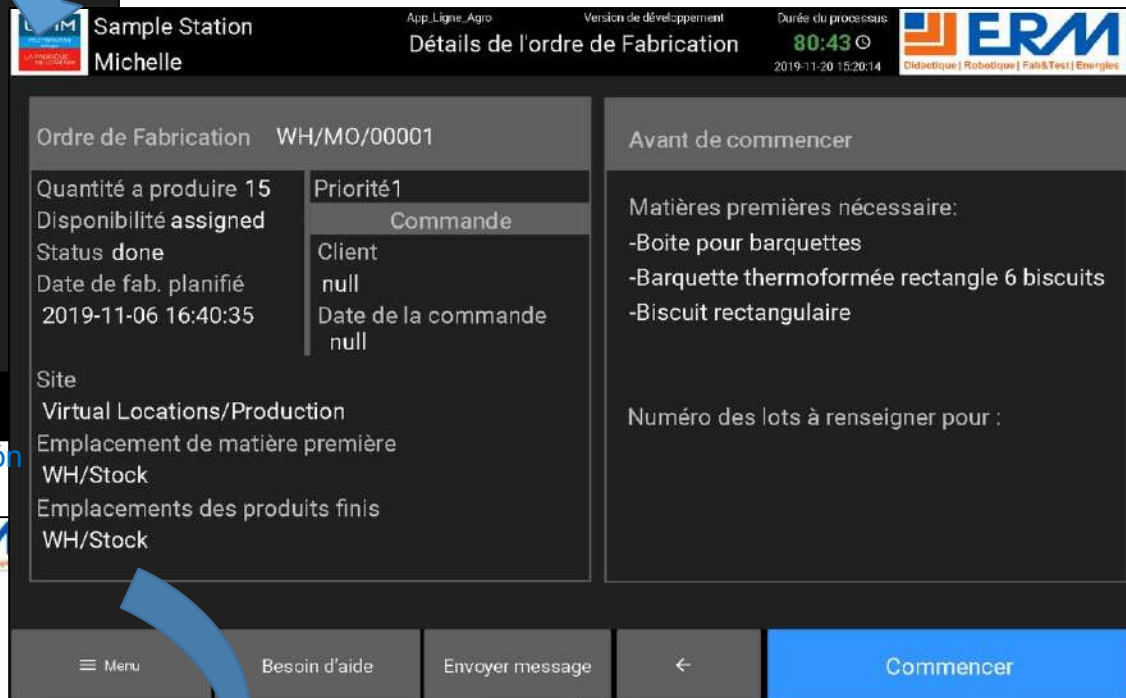 Sample Station
Michelle
App_Ligne_Agro
Version de développement
Détails de l'ordre de Fabrication
Durée du processus
80:43
2019-11-20 15:20:14
ERM
Didactique | Robotique | Fab&Test | Energies
Ordre de Fabrication WH/MO/00001
Quantité a produire 15
Disponibilité assigned
Status done
Date de fab. planifié
2019-11-06 16:40:35
Priorité1
Commande
Client
null
Date de la commande
null
Site
Virtual Locations/Production
Emplacement de matière première
WH/Stock
Emplacements des produits finis
WH/Stock
Avant de commencer
Matières premières nécessaire:
-Boite pour barquettes
-Barquette thermoformée rectangle 6 biscuits
-Biscuit rectangulaire
Numéro des lots à renseigner pour :
Menu
Besoin d'aide
Envoyer message
←
Commencer